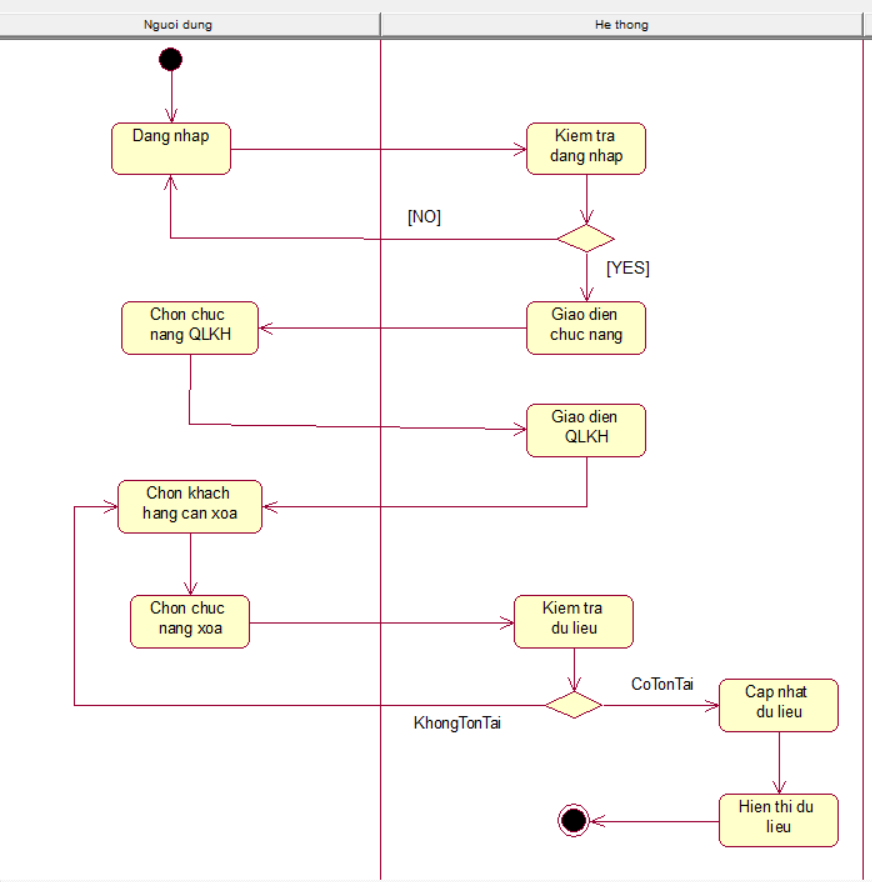 Nguoi dung
He thong
Dang nhap
Kiem tra
dang nhap
[NO]
[YES]
Chon chuc
nang QLKH
Giao dien
chuc nang
Giao dien
QLKH
Chon khach
hang can xoa
Chon chuc
nang xoa
Kiem tra
du lieu
CoTonTai
Cap nhat
du lieu
KhongTonTai
Hien thi du
lieu